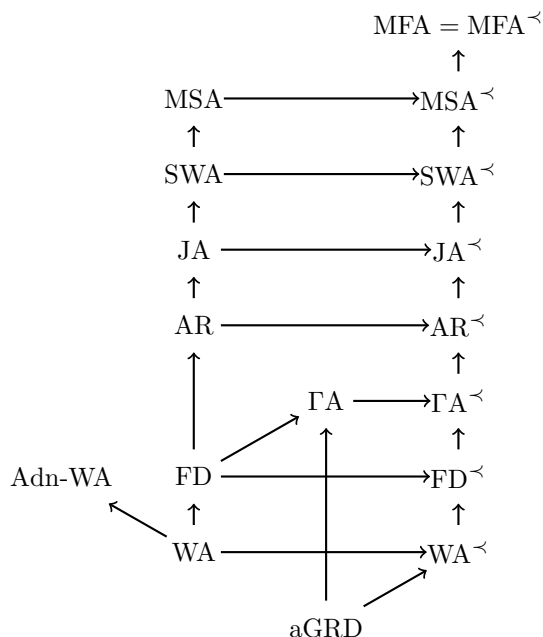 MFA = MFA≺
MSA MSA≺
SWA SWA≺
JA JA≺
AR AR≺
ΓA ΓA≺
Adn-WA FD FD≺
WA WA≺
aGRD